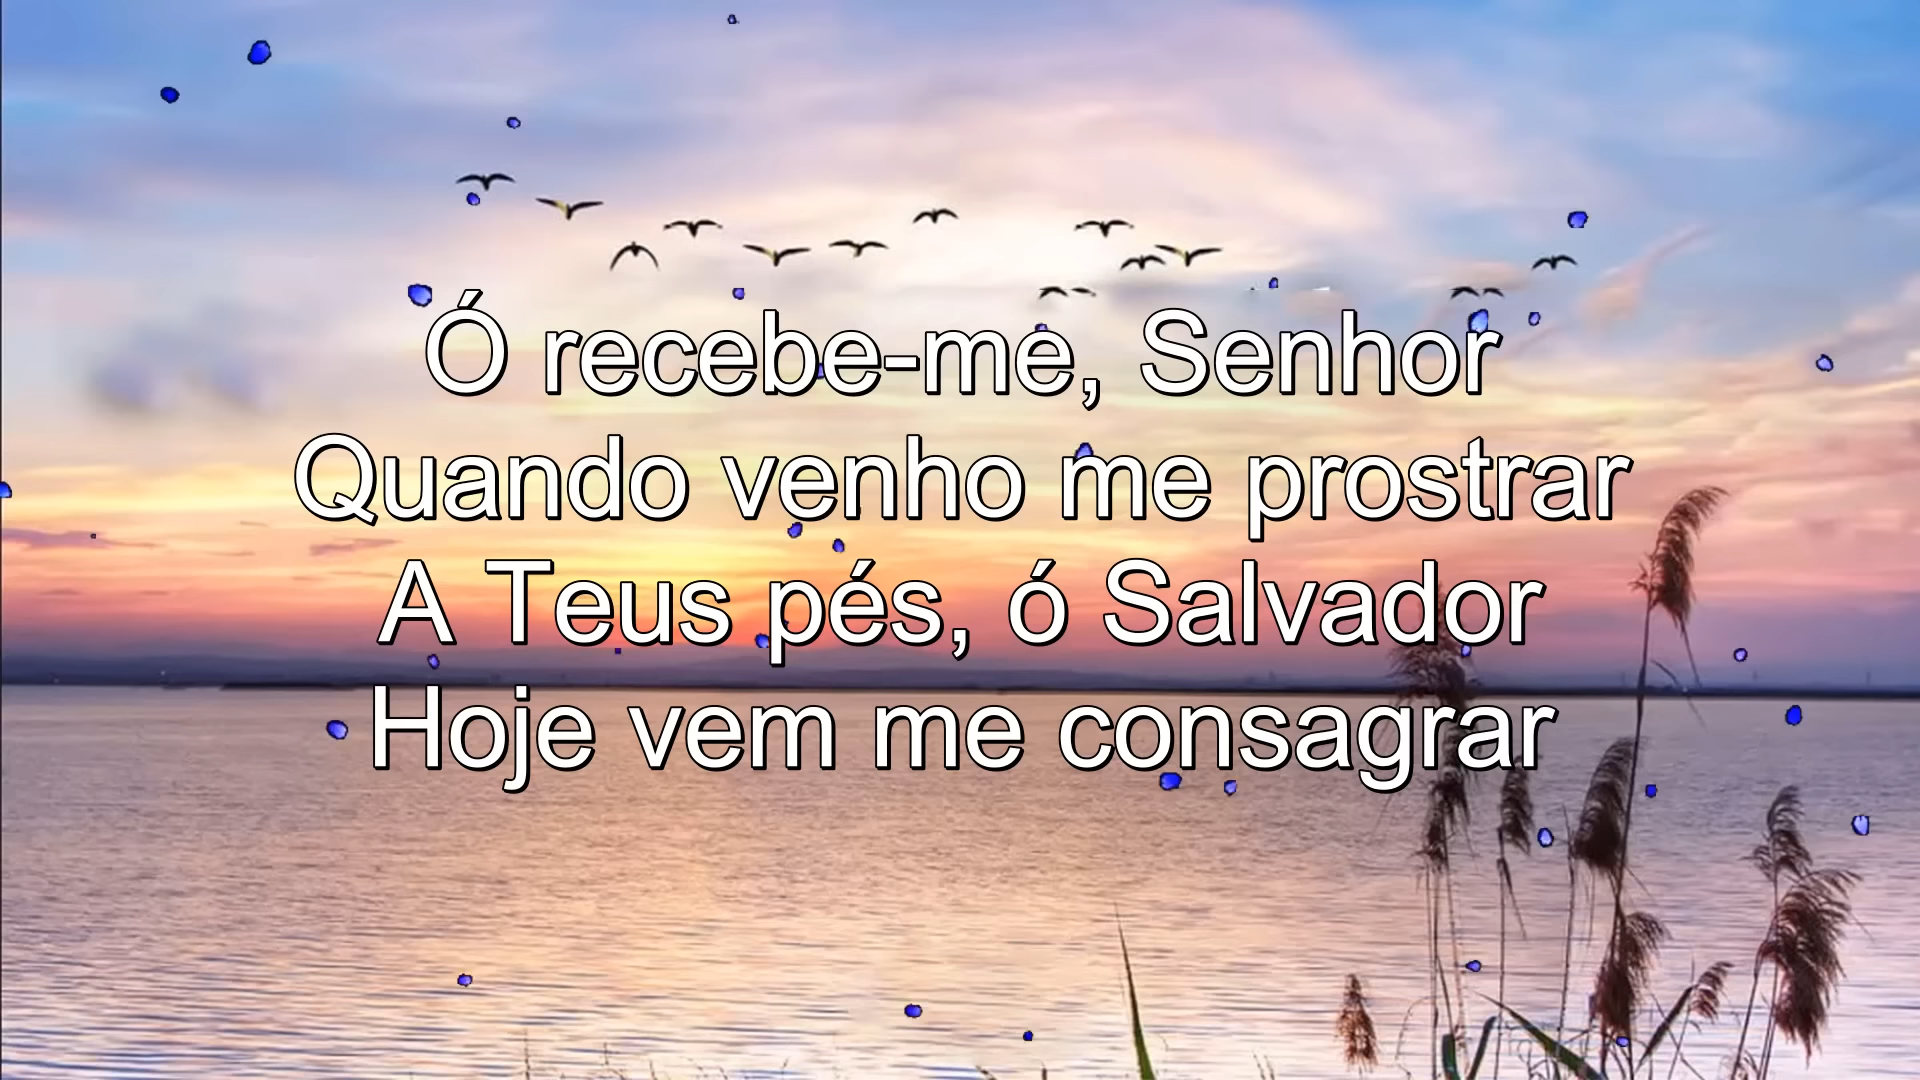 Ó recebe-me, Senhor
Quando venho me prostrar
A Teus pés, ó Salvador
Hoje vem me consagrar